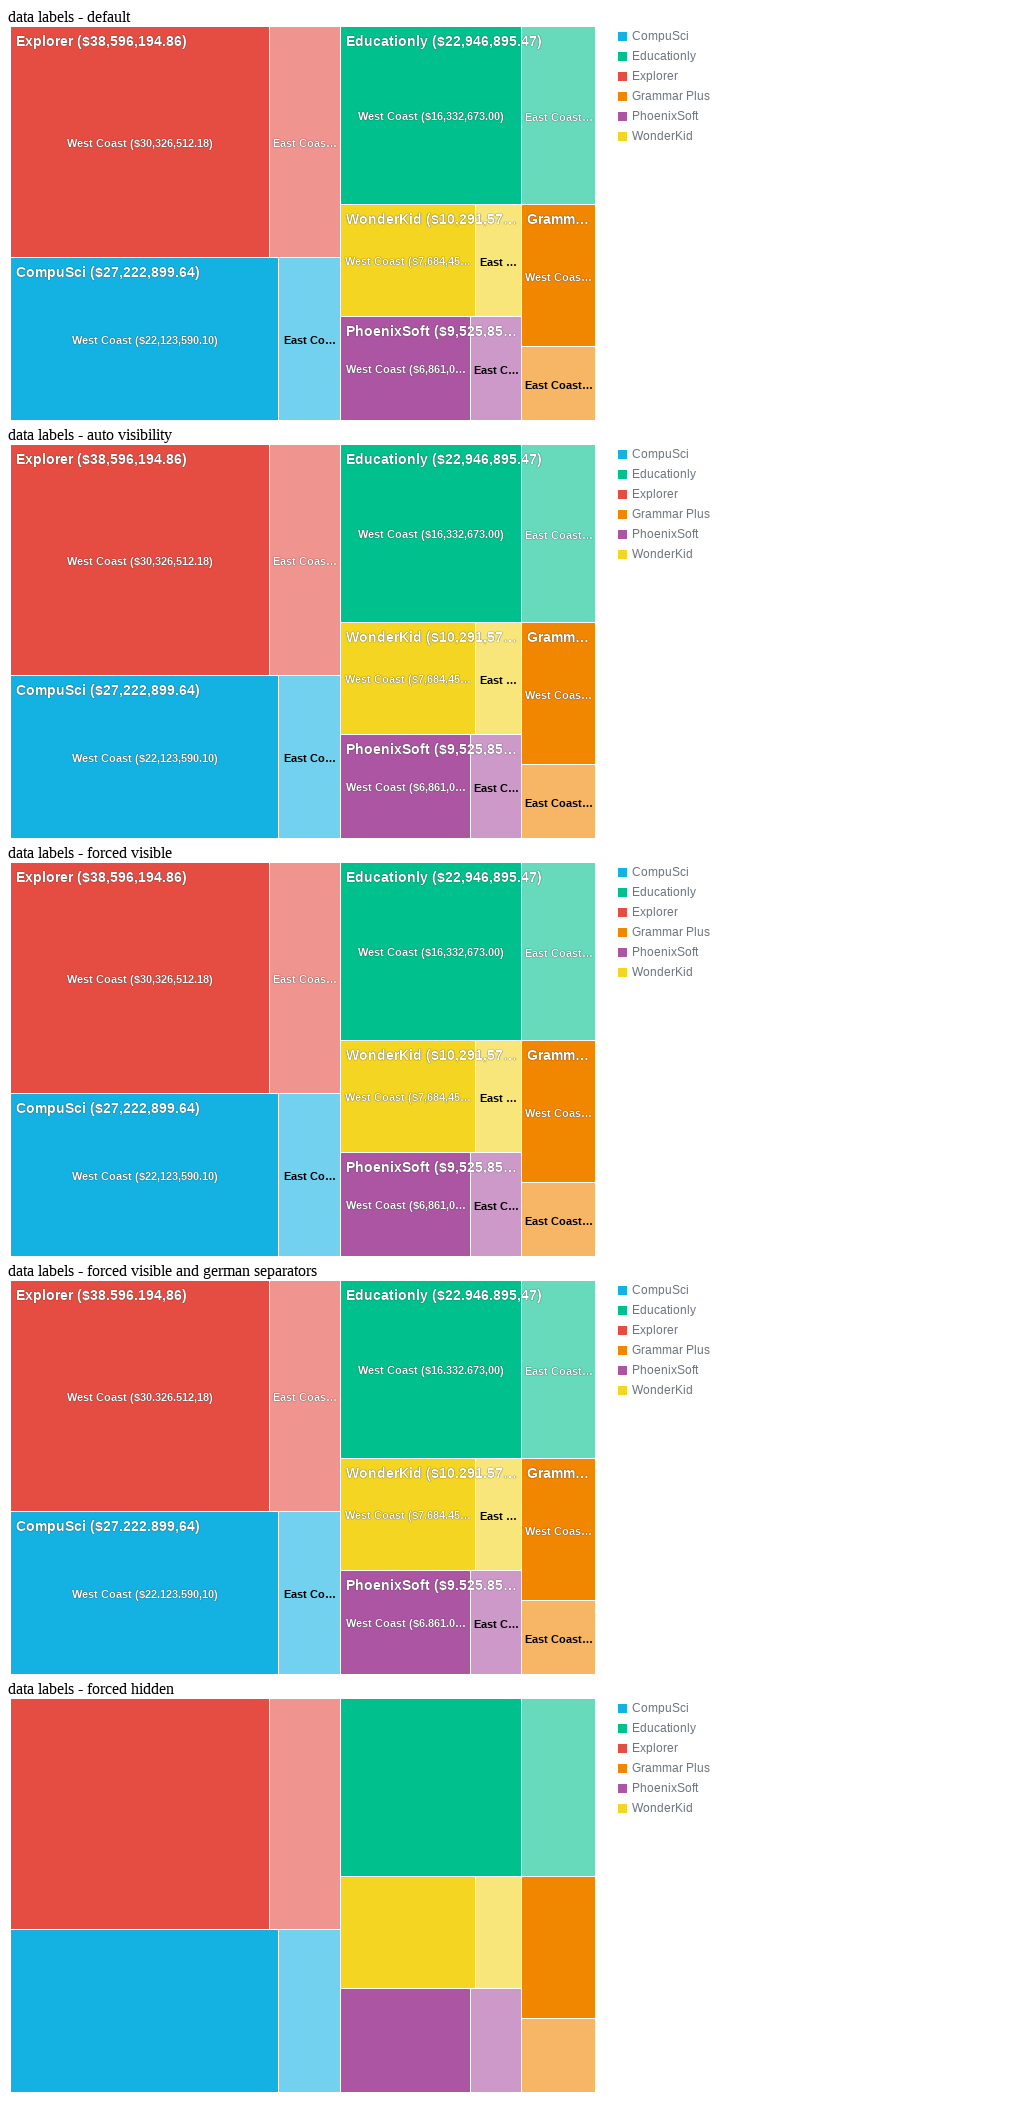 data labels - default
Explorer ($38,596,194.86)
West Coast ($30,326,512.18)
East Coas…
CompuSci ($27,222,899.64)
West Coast ($22,123,590.10)
East Co…
Educationly ($22,946,895.47)
West Coast ($16,332,673.00)
East Coast…
WonderKid ($10,291,57…
West Coast ($7,684,45…
East …
PhoenixSoft ($9,525,85…
West Coast ($6,861,0…
East C…
Gramm…
West Coas…
East Coast…
CompuSci
Educationly
Explorer
Grammar Plus
PhoenixSoft
WonderKid
data labels - auto visibility
Explorer ($38,596,194.86)
West Coast ($30,326,512.18)
East Coas…
CompuSci ($27,222,899.64)
West Coast ($22,123,590.10)
East Co…
Educationly ($22,946,895.47)
West Coast ($16,332,673.00)
East Coast…
WonderKid ($10,291,57…
West Coast ($7,684,45…
East …
PhoenixSoft ($9,525,85…
West Coast ($6,861,0…
East C…
Gramm…
West Coas…
East Coast…
CompuSci
Educationly
Explorer
Grammar Plus
PhoenixSoft
WonderKid
data labels - forced visible
Explorer ($38,596,194.86)
West Coast ($30,326,512.18)
East Coas…
CompuSci ($27,222,899.64)
West Coast ($22,123,590.10)
East Co…
Educationly ($22,946,895.47)
West Coast ($16,332,673.00)
East Coast…
WonderKid ($10,291,57…
West Coast ($7,684,45…
East …
PhoenixSoft ($9,525,85…
West Coast ($6,861,0…
East C…
Gramm…
West Coas…
East Coast…
CompuSci
Educationly
Explorer
Grammar Plus
PhoenixSoft
WonderKid
data labels - forced visible and german separators
Explorer ($38.596.194,86)
West Coast ($30.326.512,18)
East Coas…
CompuSci ($27.222.899,64)
West Coast ($22.123.590,10)
East Co…
Educationly ($22.946.895,47)
West Coast ($16.332.673,00)
East Coast…
WonderKid ($10.291.57…
West Coast ($7.684.45…
East …
PhoenixSoft ($9.525.85…
West Coast ($6.861.0…
East C…
Gramm…
West Coas…
East Coast…
CompuSci
Educationly
Explorer
Grammar Plus
PhoenixSoft
WonderKid
data labels - forced hidden
CompuSci
Educationly
Explorer
Grammar Plus
PhoenixSoft
WonderKid